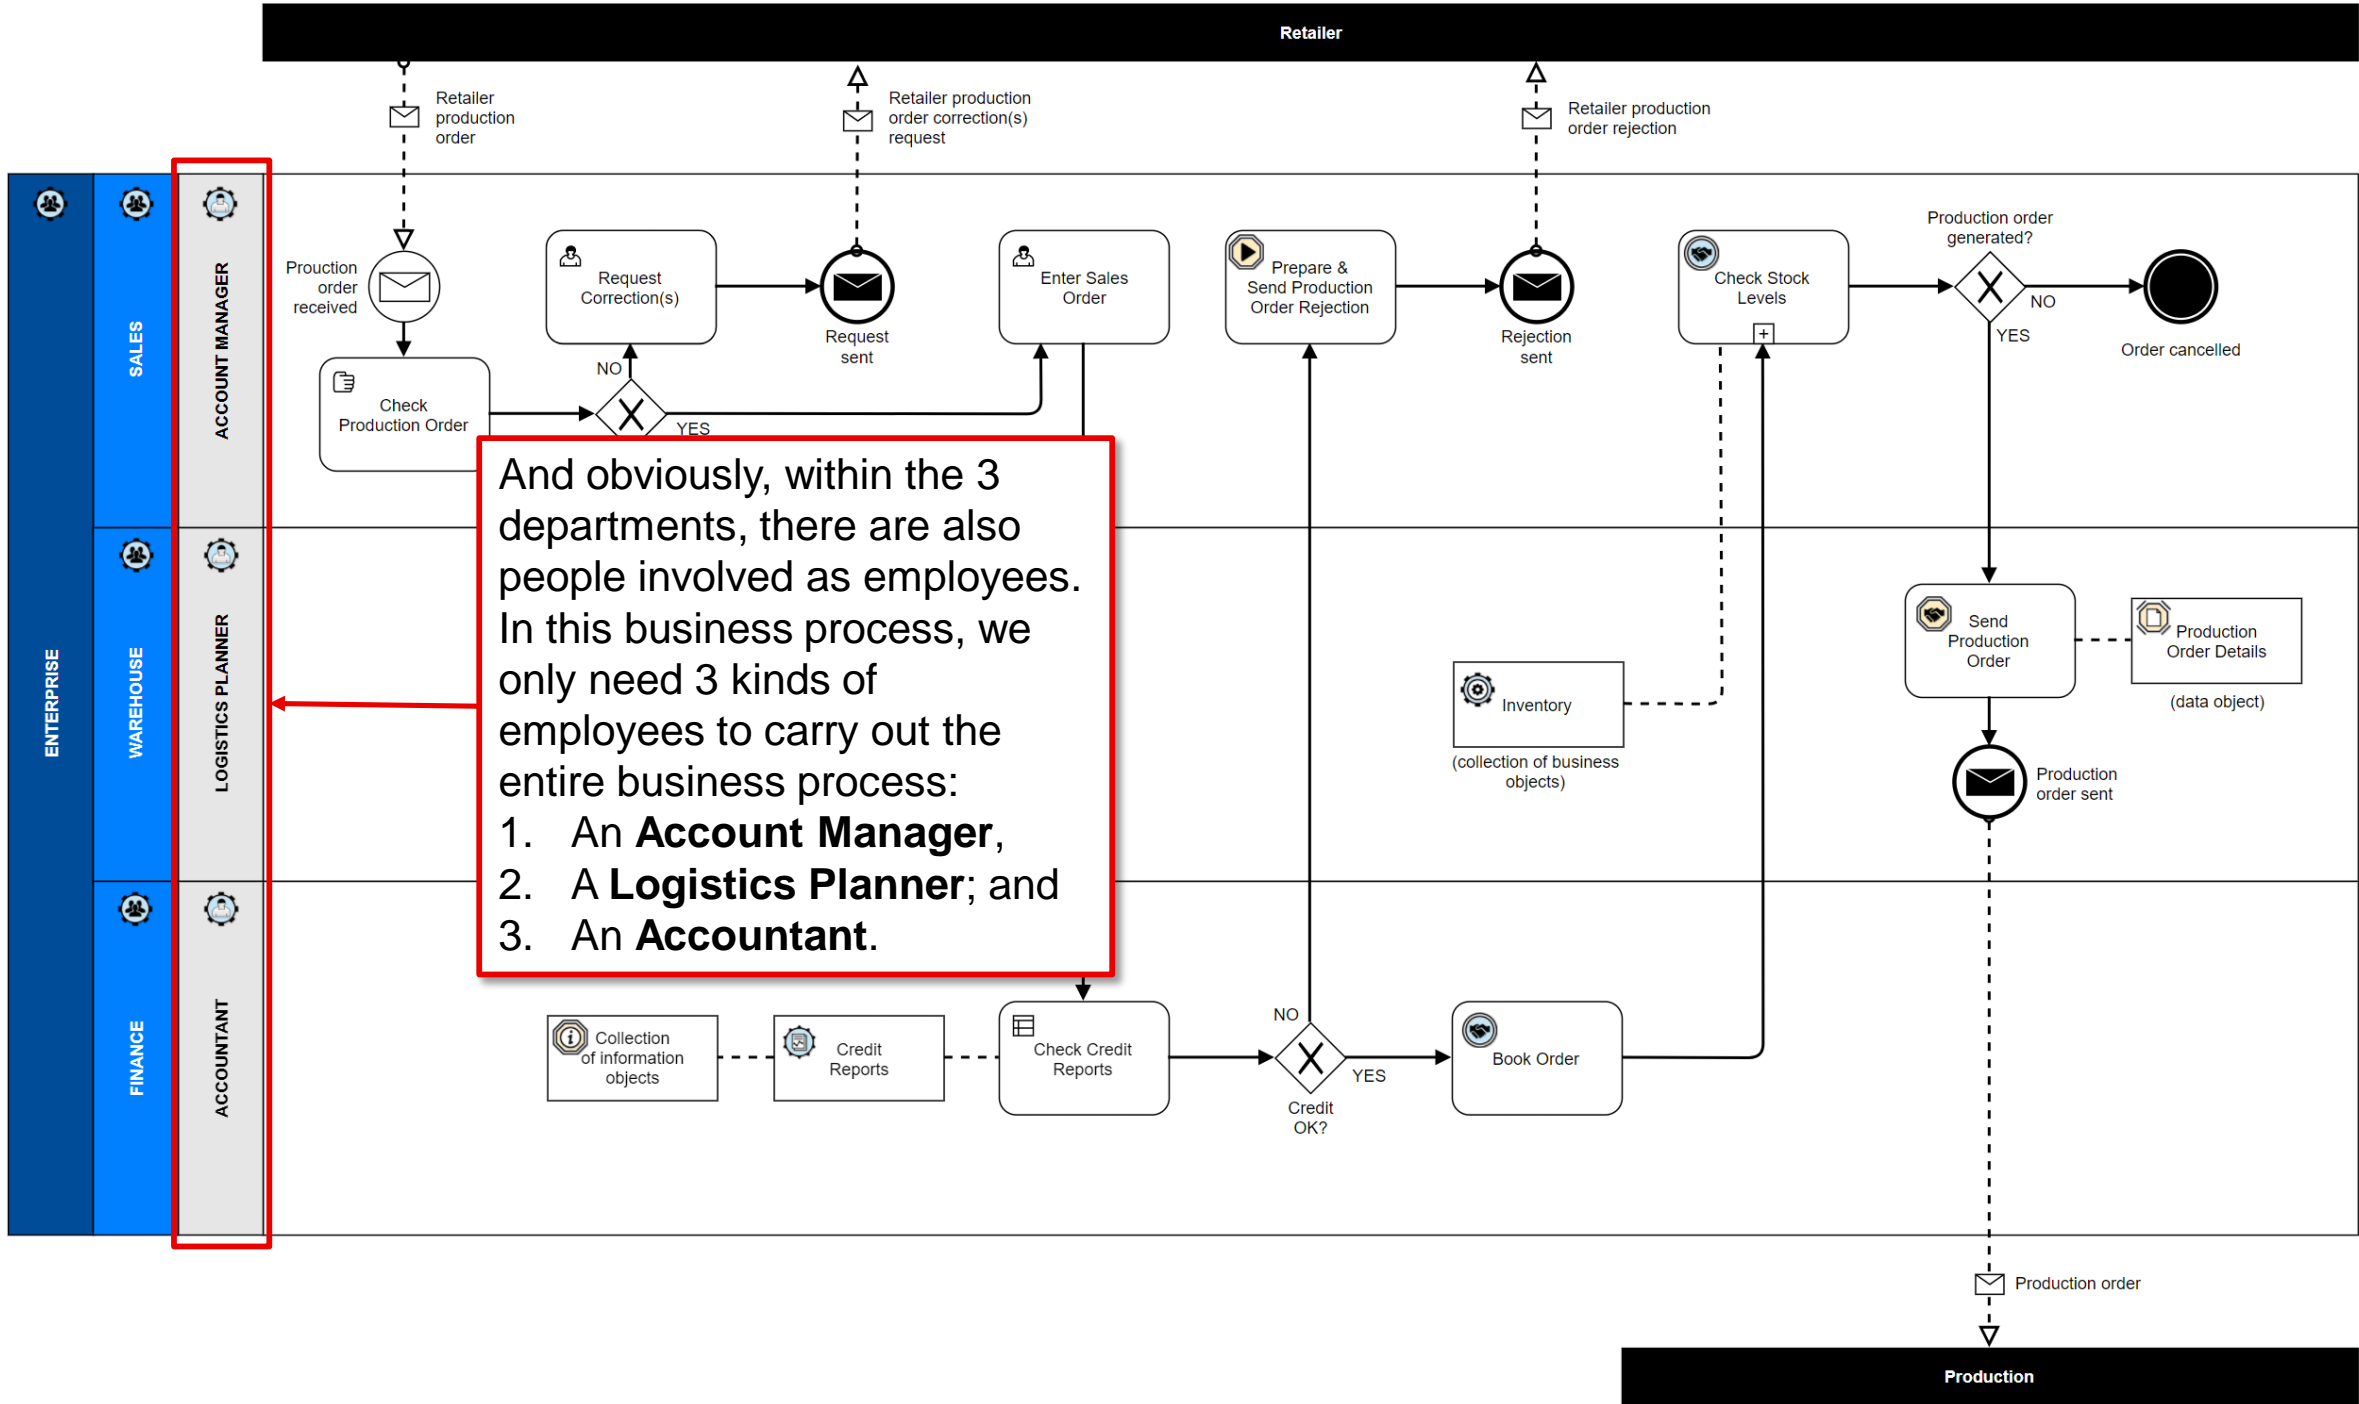 Retailer
Retailer
production
order
Retailer production
order correction(s)
request
Retailer production
order rejection
ENTERPRISE
SALES
ACCOUNT MANAGER
Prouction
order
received
Request
Correction(s)
Request
sent
Enter Sales
Order
Prepare &
Send Production
Order Rejection
Rejection
sent
Check Stock
Levels
Production order
generated?
NO
YES
Order cancelled
Check
Production Order
NO
YES
And obviously, within the 3
departments, there are also
people involved as employees.
In this business process, we
only need 3 kinds of
employees to carry out the
entire business process:
1. An Account Manager,
2. A Logistics Planner; and
3. An Accountant.
WAREHOUSE
LOGISTICS PLANNER
Inventory
(collection of business
objects)
Send
Production
Order
Production
Order Details
(data object)
Production
order sent
FINANCE
ACCOUNTANT
Collection
of information
objects
Credit
Reports
Check Credit
Reports
NO
YES
Credit
OK?
Book Order
Production order
Production